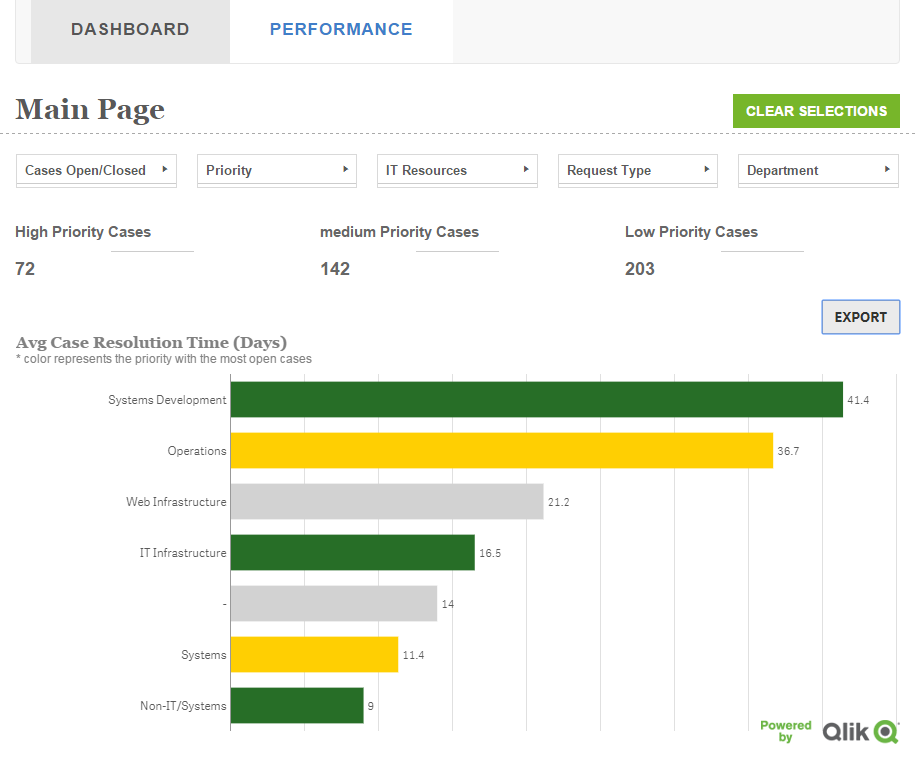 DASHBOARD PERFORMANCE
Main Page
CLEAR SELECTIONS
Cases Open/Closed Priority IT Resources Request Type Department
High Priority Cases medium Priority Cases Low Priority Cases
72 142 203
EXPORT
Avg Case Resolution Time (Days)
* color represents the priority with the most open cases
Systems Development 41.4
Operations 36.7
Web Infrastructure 21.2
IT Infrastructure 16.5
- 14
Systems 11.4
Non-IT/Systems 9
Powered
by
Qlik